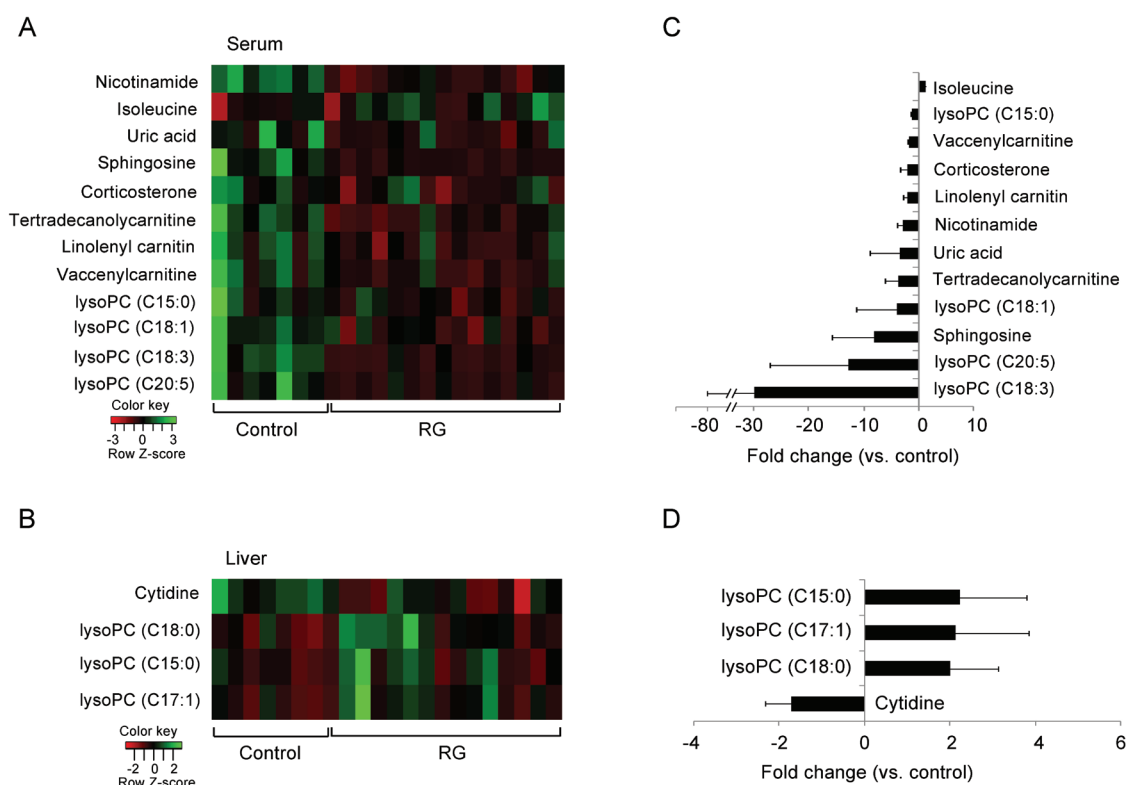 A
Serum
Nicotinamide
Isoleucine
Uric acid
Sphingosine
Corticosterone
Tertradecanolycarnitine
Linolenyl carnitin
Vaccenylcarnitine
lysoPC (C15:0)
lysoPC (C18:1)
lysoPC (C18:3)
lysoPC (C20:5)
Color key
-3 0 3
Row Z-score
Control RG
C
Isoleucine
lysoPC (C15:0)
Vaccenylcarnitine
Corticosterone
Linolenyl carnitin
Nicotinamide
Uric acid
Tertradecanolycarnitine
lysoPC (C18:1)
Sphingosine
lysoPC (C20:5)
lysoPC (C18:3)
-80 -30 -20 -10 0 10
Fold change (vs. control)
B
Liver
Cytidine
lysoPC (C18:0)
lysoPC (C15:0)
lysoPC (C17:1)
Color key
-2 0 2
Row Z-score
Control RG
D
lysoPC (C15:0)
lysoPC (C17:1)
lysoPC (C18:0)
Cytidine
-4 -2 0 2 4 6
Fold change (vs. control)